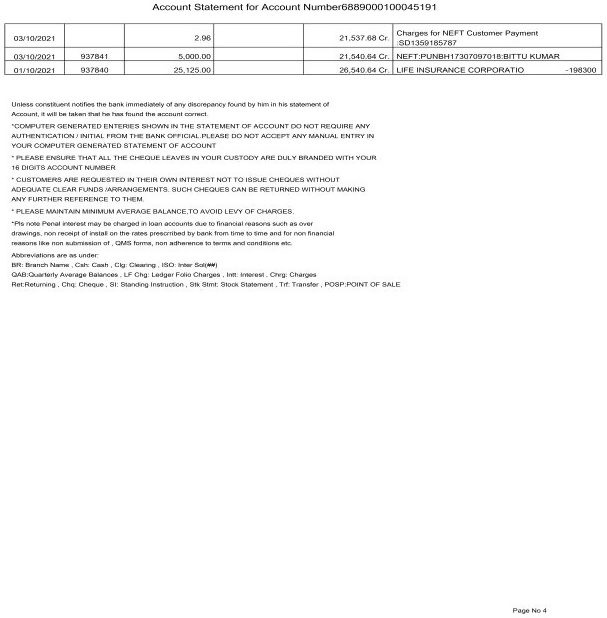 Account Statement for Account Number6889000100045191
03/10/2021 2.96 21,537.68 Cr. Charges for NEFT Customer Payment
:SD1359185787
03/10/2021 937841 5,000.00 21,540.64 Cr. NEFT:PUNBH17307097018:BITTU KUMAR
01/10/2021 937840 25,125.00 26,540.64 Cr. LIFE INSURANCE CORPORATIO -198300
Unless constituent notifies the bank immediately of any discrepancy found by him in his statement of
Account, it will be taken that he has found the account correct.
*COMPUTER GENERATED ENTERIES SHOWN IN THE STATEMENT OF ACCOUNT DO NOT REQUIRE ANY
AUTHENTICATION / INITIAL FROM THE BANK OFFICIAL.PLEASE DO NOT ACCEPT ANY MANUAL ENTRY IN
YOUR COMPUTER GENERATED STATEMENT OF ACCOUNT
* PLEASE ENSURE THAT ALL THE CHEQUE LEAVES IN YOUR CUSTODY ARE DULY BRANDED WITH YOUR
16 DIGITS ACCOUNT NUMBER
* CUSTOMERS ARE REQUESTED IN THEIR OWN INTEREST NOT TO ISSUE CHEQUES WITHOUT
ADEQUATE CLEAR FUNDS /ARRANGEMENTS. SUCH CHEQUES CAN BE RETURNED WITHOUT MAKING
ANY FURTHER REFERENCE TO THEM.
* PLEASE MAINTAIN MINIMUM AVERAGE BALANCE,TO AVOID LEVY OF CHARGES.
*Pls note Penal interest may be charged in loan accounts due to financial reasons such as over
drawings, non receipt of install on the rates prescribed by bank from time to time and for non financial
reasons like non submission of , QMS forms, non adherence to terms and conditions etc.
Abbreviations are as under:
BR: Branch Name , Csh: Cash , Clg: Clearing , ISO: Inter Sol(##)
QAB:Quarterly Average Balances , LF Chg: Ledger Folio Charges , Intt: Interest , Chrg: Charges
Ret:Returning , Chq: Cheque , SI: Standing Instruction , Stk Stmt: Stock Statement , Trf: Transfer , POSP:POINT OF SALE
Page No 4